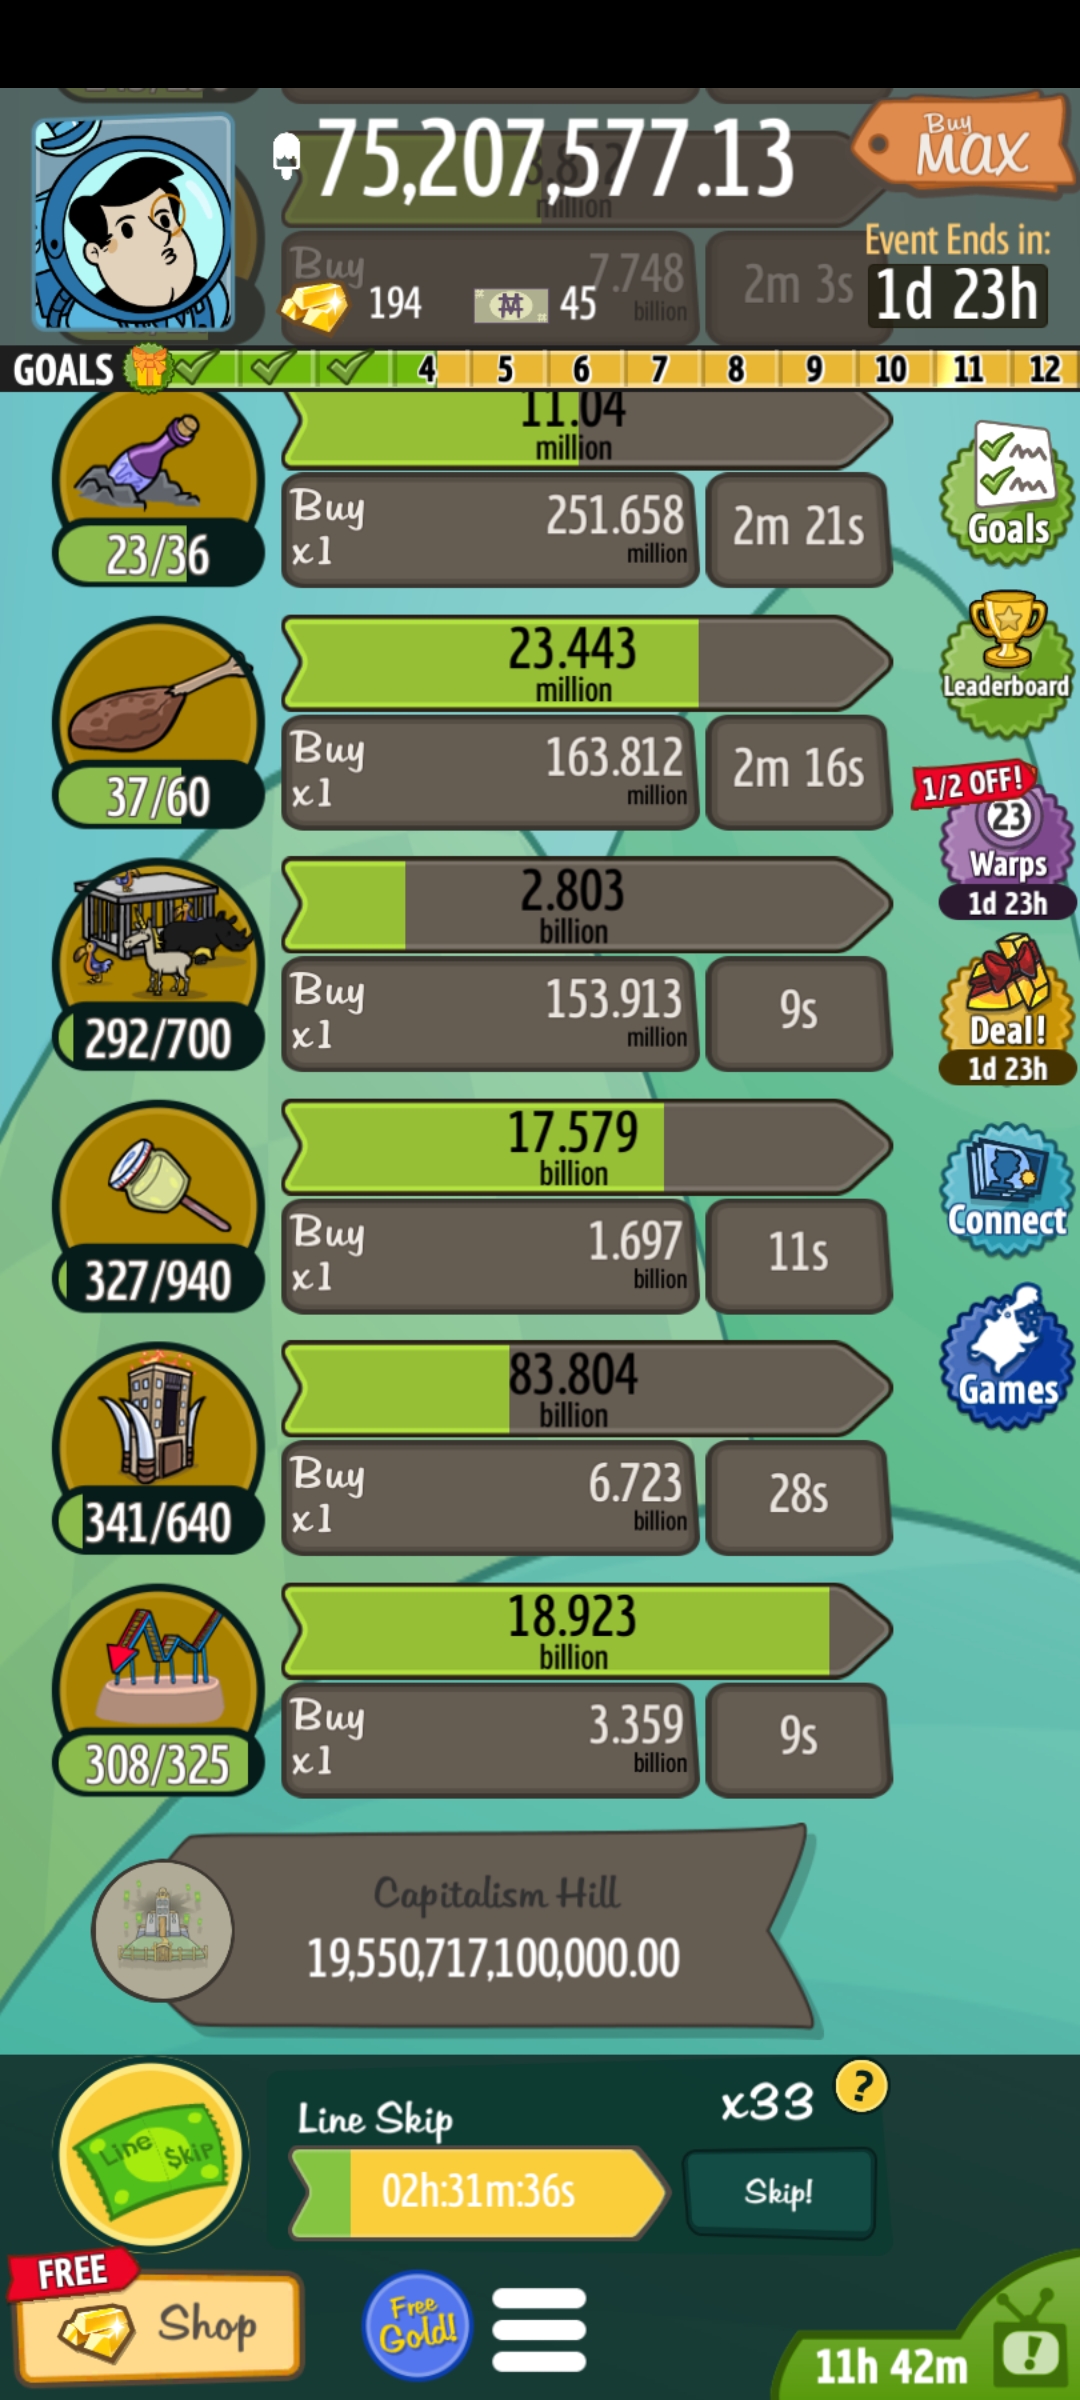 75,207,577.13
Buy
MAX
million
Buy
7.748
billion
2m 3s
194
45
Event Ends in:
1d 23h
GOALS
4 5 6 7 8 9 10 11 12
11.04
million
23/36
Buy
x1
251.658
million
2m 21s
Goals
23.443
million
37/60
Buy
x1
163.812
million
2m 16s
Leaderboard
1/2 OFF!
23
Warps
1d 23h
2.803
billion
292/700
Buy
x1
153.913
million
9s
Deal!
1d 23h
17.579
billion
327/940
Buy
x1
1.697
billion
11s
Connect
83.804
billion
341/640
Buy
x1
6.723
billion
28s
Games
18.923
billion
308/325
Buy
x1
3.359
billion
9s
Capitalism Hill
19,550,717,100,000.00
Line $kip
Line Skip
x33
?
02h:31m:36s
Skip!
FREE
Shop
Free
Gold!
11h 42m
!